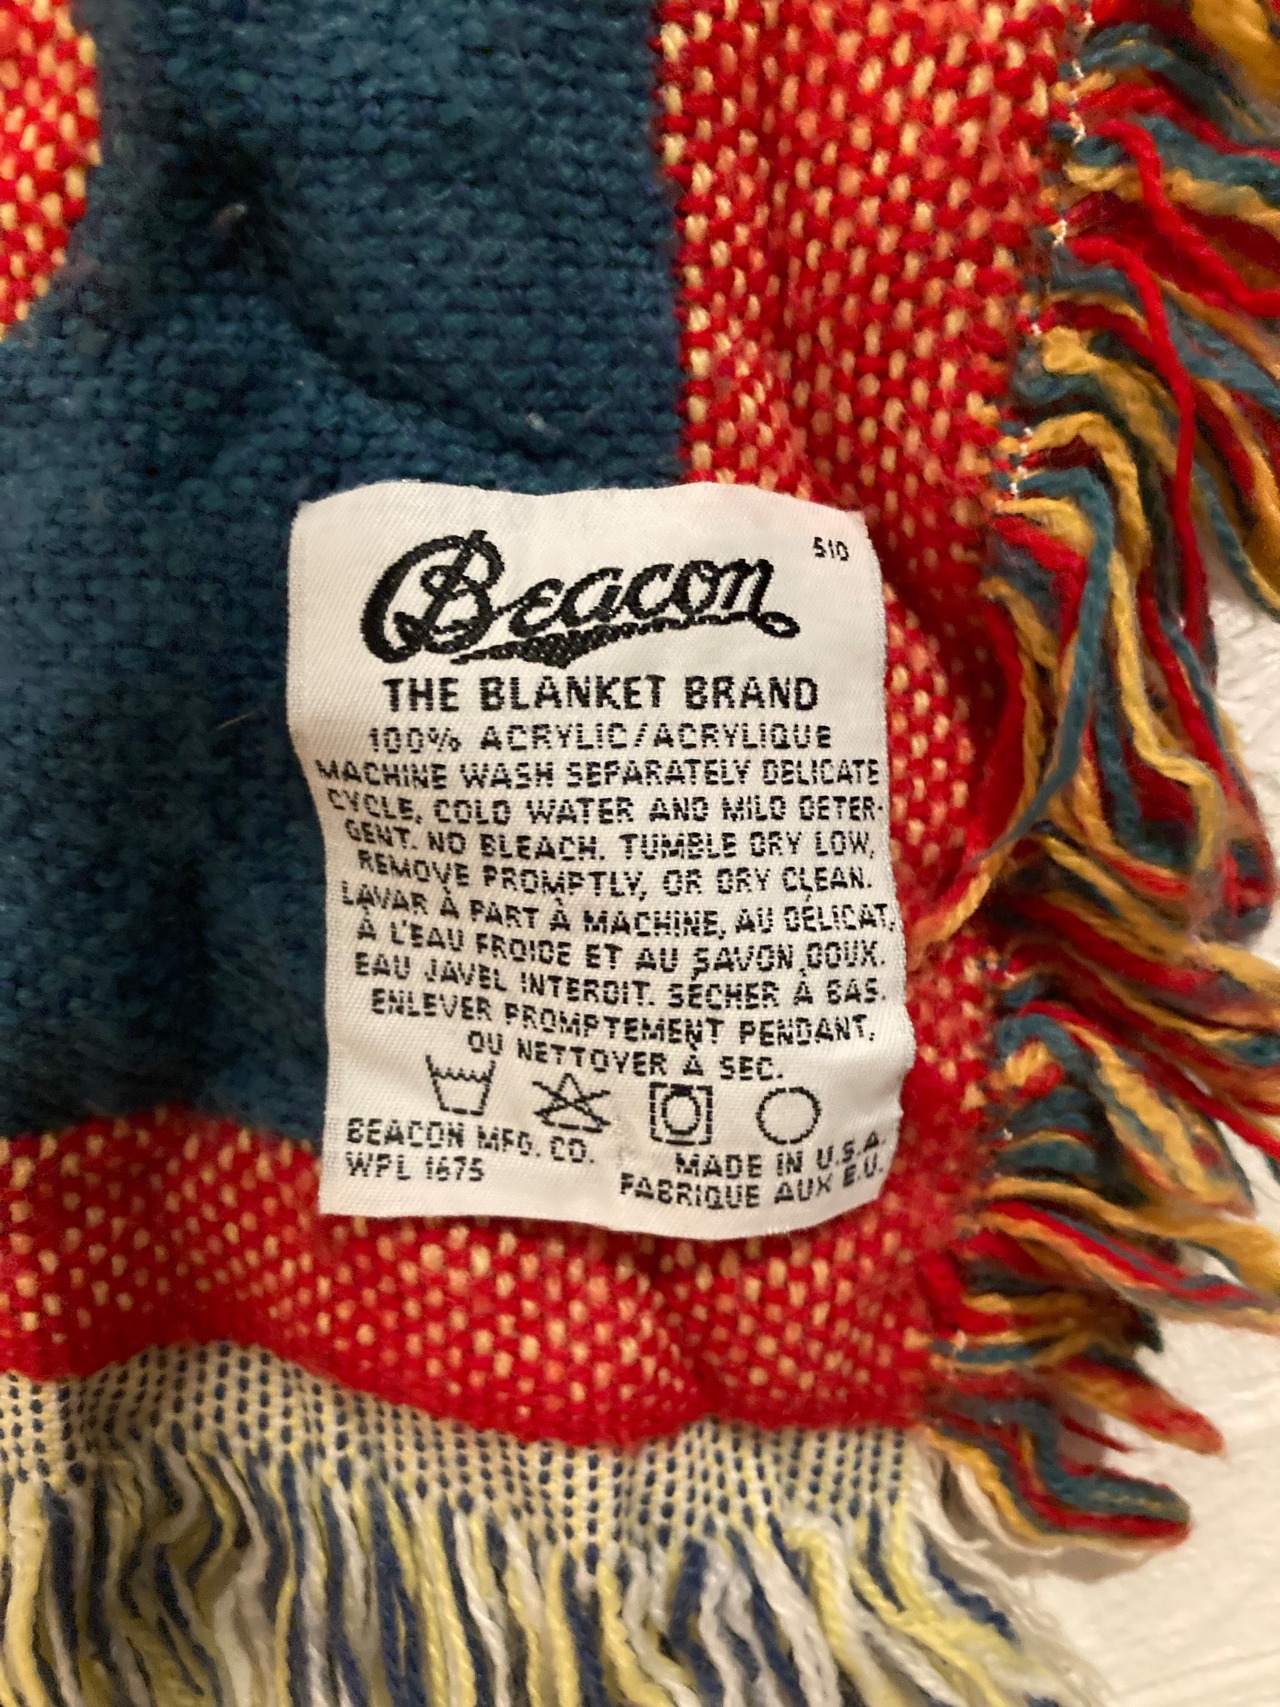 510
Beacon
THE BLANKET BRAND
100% ACRYLIC/ACRYLIQUE
MACHINE WASH SEPARATELY DELICATE
CYCLE, COLD WATER AND MILD DETER-
GENT. NO BLEACH. TUMBLE DRY LOW,
REMOVE PROMPTLY, OR DRY CLEAN.
LAVAR À PART À MACHINE, AU DÉLICAT,
À L'EAU FROIDE ET AU SAVON DOUX.
EAU JAVEL INTERDIT. SÉCHER À BAS.
ENLEVER PROMPTEMENT PENDANT,
OU NETTOYER À SEC.
BEACON MFG. CO.
WPL 1675
MADE IN U.S.A.
FABRIQUE AUX E.U.